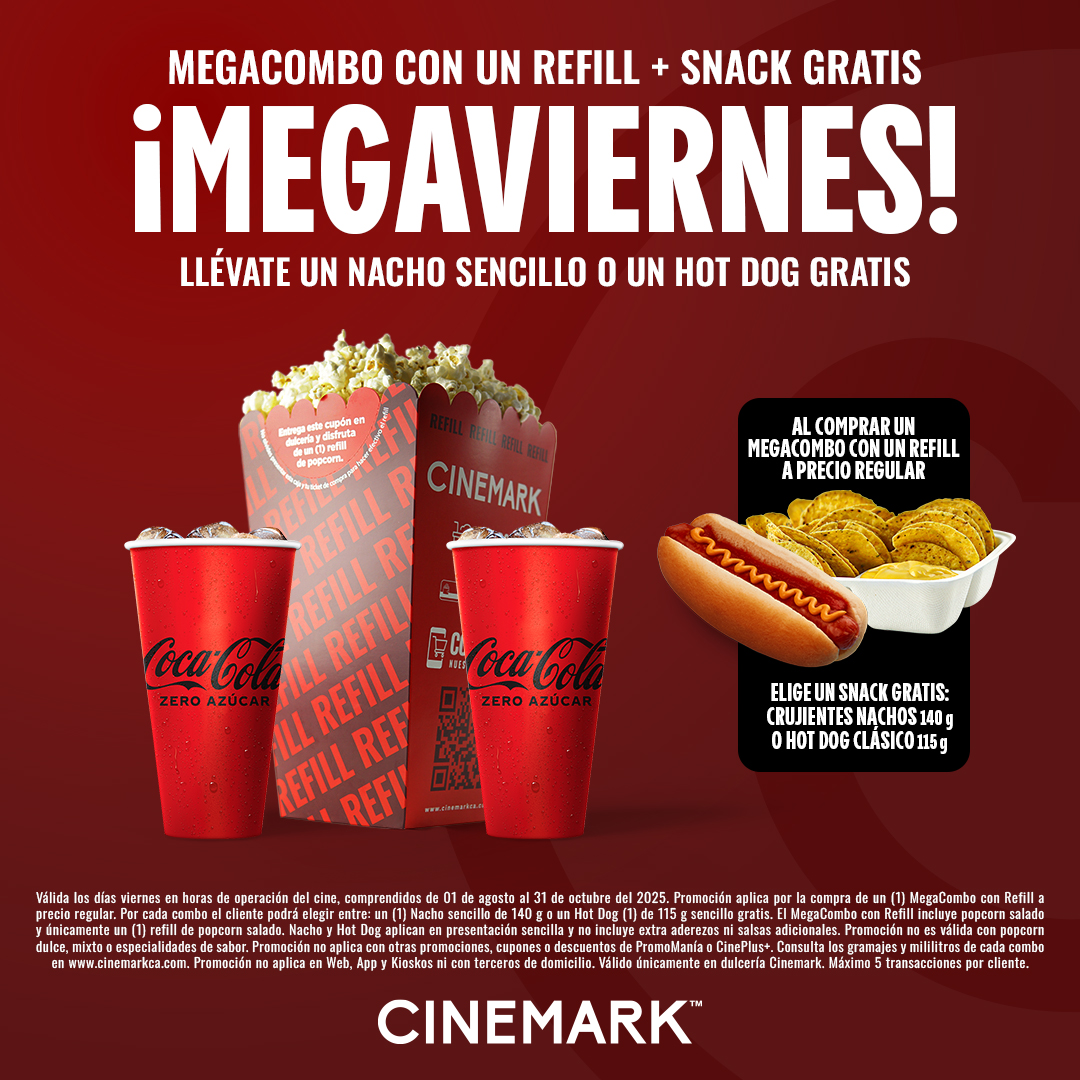 MEGACOMBO CON UN REFILL + SNACK GRATIS
¡MEGAVIERNES!
LLÉVATE UN NACHO SENCILLO O UN HOT DOG GRATIS
Entrega este cupón en
dulcería y disfruta
de un (1) refill
de popcorn.
REFILL REFILL REFILL REFILL
CINEMARK
REFILL
REFILL
REFILL
REFILL
REFILL
Coca-Cola
ZERO AZÚCAR
Coca-Cola
ZERO AZÚCAR
AL COMPRAR UN
MEGACOMBO CON UN REFILL
A PRECIO REGULAR
ELIGE UN SNACK GRATIS:
CRUJIENTES NACHOS 140 g
O HOT DOG CLÁSICO 115 g
Válida los días viernes en horas de operación del cine, comprendidos de 01 de agosto al 31 de octubre del 2025. Promoción aplica por la compra de un (1) MegaCombo con Refill a
precio regular. Por cada combo el cliente podrá elegir entre: un (1) Nacho sencillo de 140 g o un Hot Dog (1) de 115 g sencillo gratis. El MegaCombo con Refill incluye popcorn salado
y únicamente un (1) refill de popcorn salado. Nacho y Hot Dog aplican en presentación sencilla y no incluye extra aderezos ni salsas adicionales. Promoción no es válida con popcorn
dulce, mixto o especialidades de sabor. Promoción no aplica con otras promociones, cupones o descuentos de PromoManía o CinePlus+. Consulta los gramajes y mililitros de cada combo
en www.cinemarkca.com. Promoción no aplica en Web, App y Kioskos ni con terceros de domicilio. Válido únicamente en dulcería Cinemark. Máximo 5 transacciones por cliente.
CINEMARK™